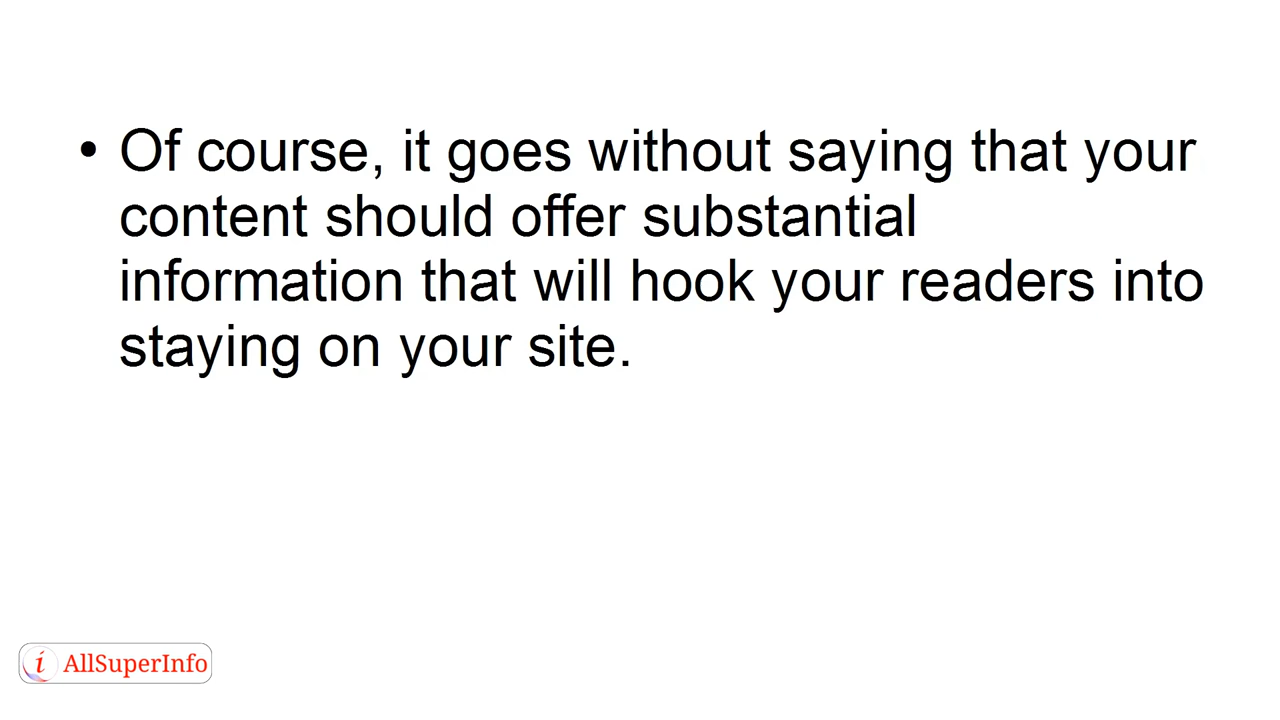 • Of course, it goes without saying that your
content should offer substantial
information that will hook your readers into
staying on your site.
i AllSuperInfo